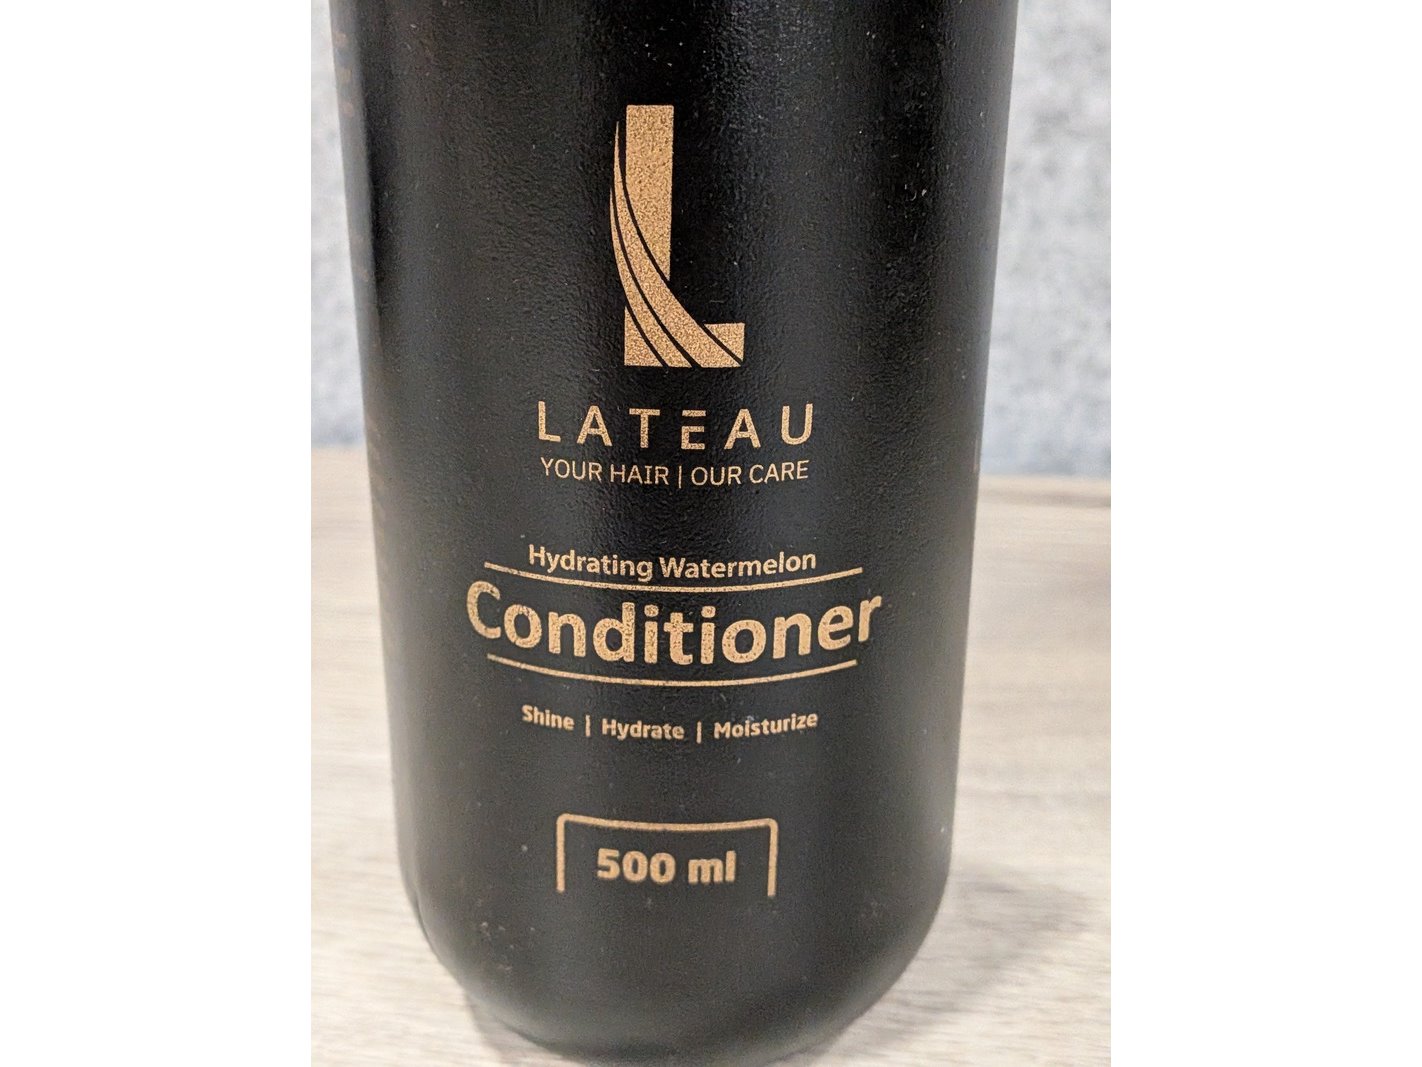 LATEAU
YOUR HAIR | OUR CARE
Hydrating Watermelon
Conditioner
Shine | Hydrate | Moisturize
500 ml